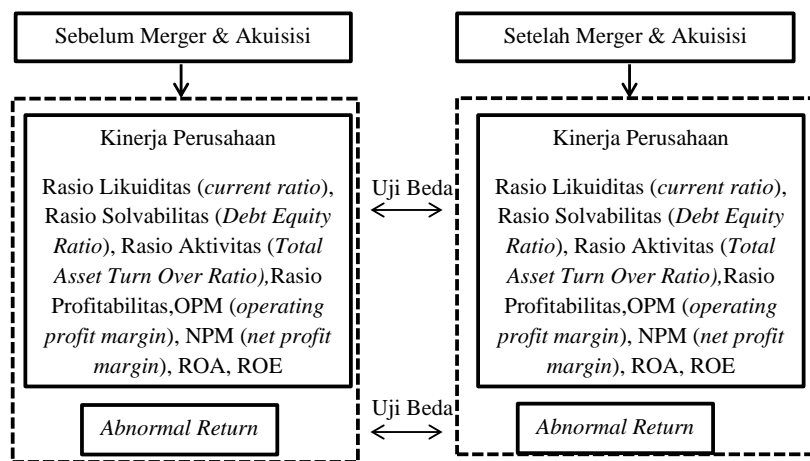 Sebelum Merger & Akuisisi
Setelah Merger & Akuisisi
Kinerja Perusahaan
Rasio Likuiditas (current ratio),
Rasio Solvabilitas (Debt Equity
Ratio), Rasio Aktivitas (Total
Asset Turn Over Ratio),Rasio
Profitabilitas,OPM (operating
profit margin), NPM (net profit
margin), ROA, ROE
Uji Beda
Kinerja Perusahaan
Rasio Likuiditas (current ratio),
Rasio Solvabilitas (Debt Equity
Ratio), Rasio Aktivitas (Total
Asset Turn Over Ratio),Rasio
Profitabilitas,OPM (operating
profit margin), NPM (net profit
margin), ROA, ROE
Abnormal Return
Uji Beda
Abnormal Return